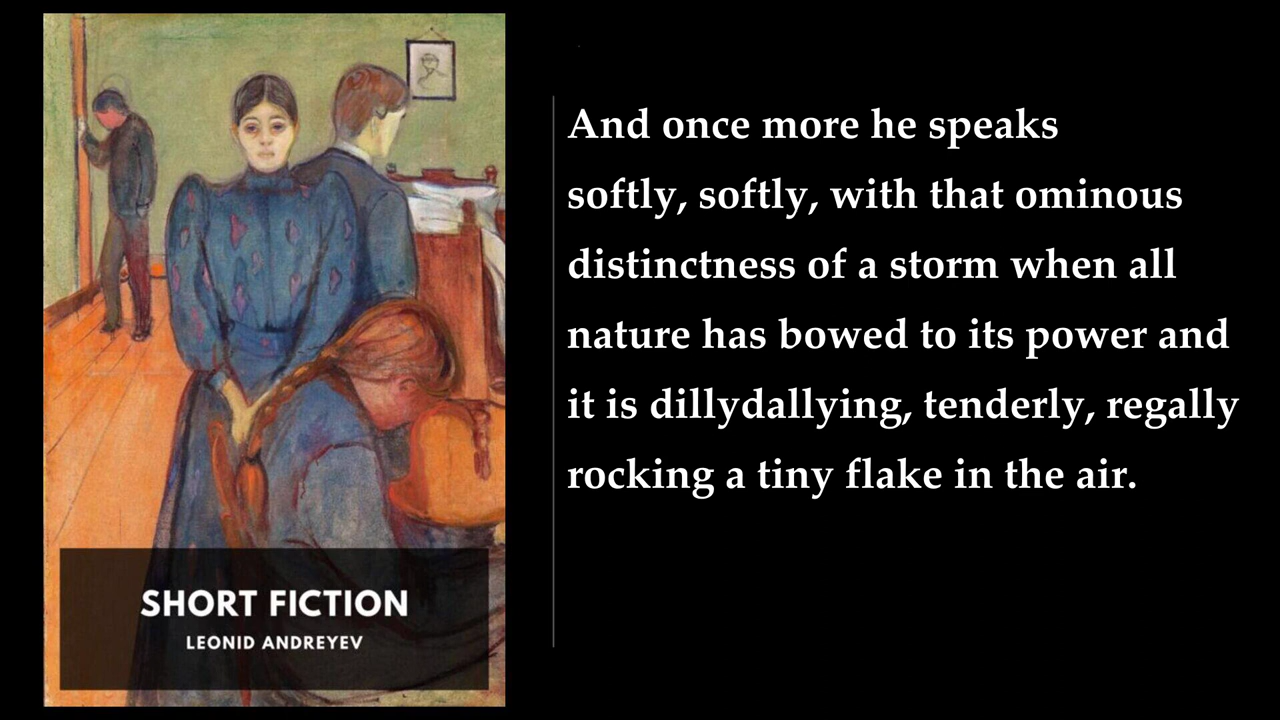 SHORT FICTION
LEONID ANDREYEV
And once more he speaks
softly, softly, with that ominous
distinctness of a storm when all
nature has bowed to its power and
it is dillydallying, tenderly, regally
rocking a tiny flake in the air.